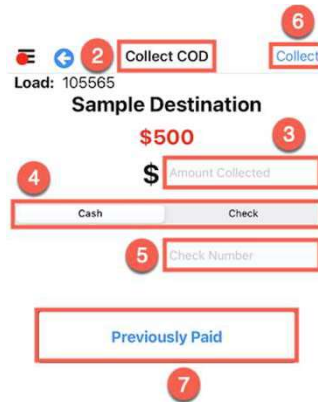 6
2 Collect COD Collect
Load: 105565
Sample Destination
$500
3
$ Amount Collected
4
Cash Check
5 Check Number
Previously Paid
7